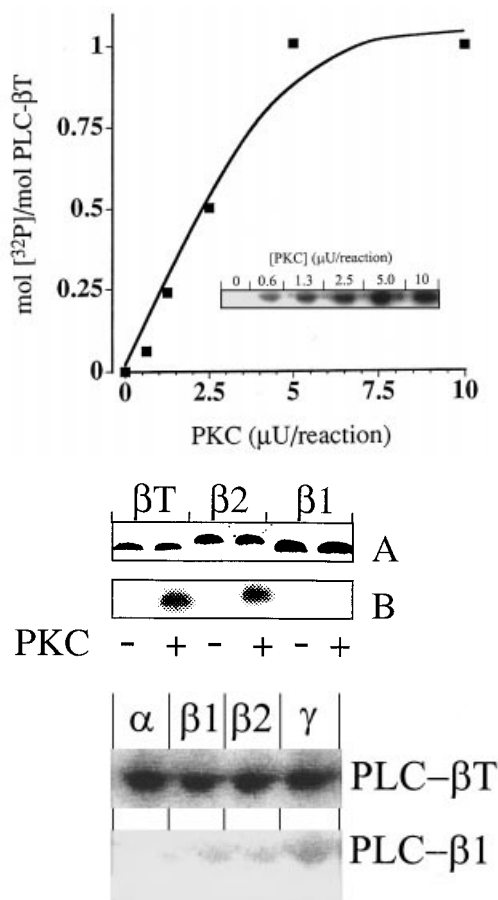 1
0.75
0.5
0.25
0
mol [³²P]/mol PLC-βT
[PKC] (μU/reaction)
0 0.6 1.3 2.5 5.0 10
0 2.5 5 7.5 10
PKC (μU/reaction)
βT β2 β1
A
B
PKC - + - + - +
α β1 β2 γ
PLC–βT
PLC–β1